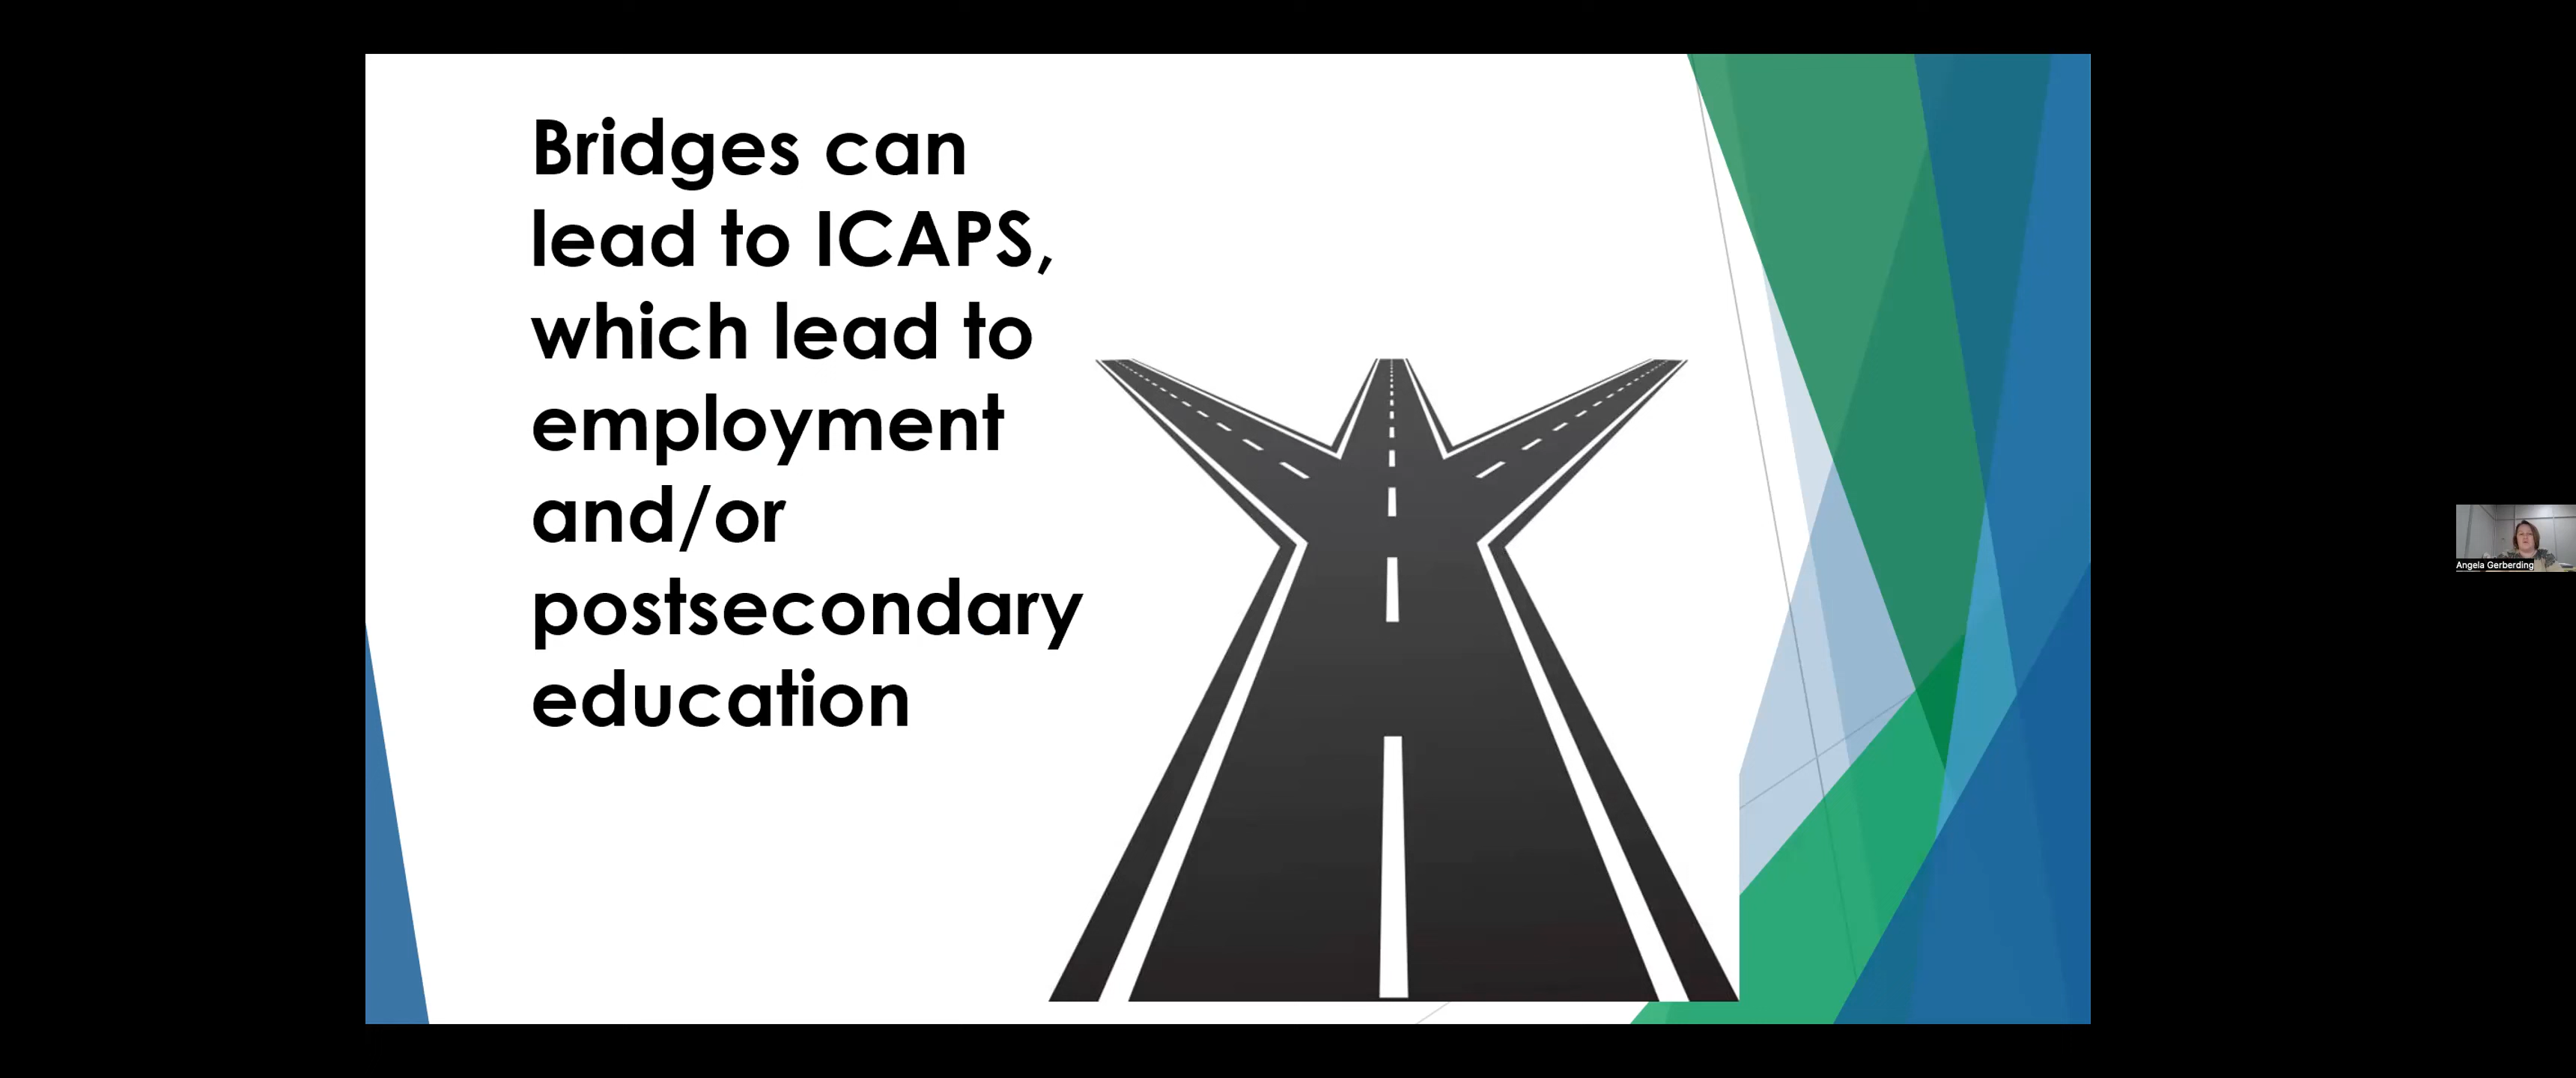 Bridges can
lead to ICAPS,
which lead to
employment
and/or
postsecondary
education
Angela Gerberding